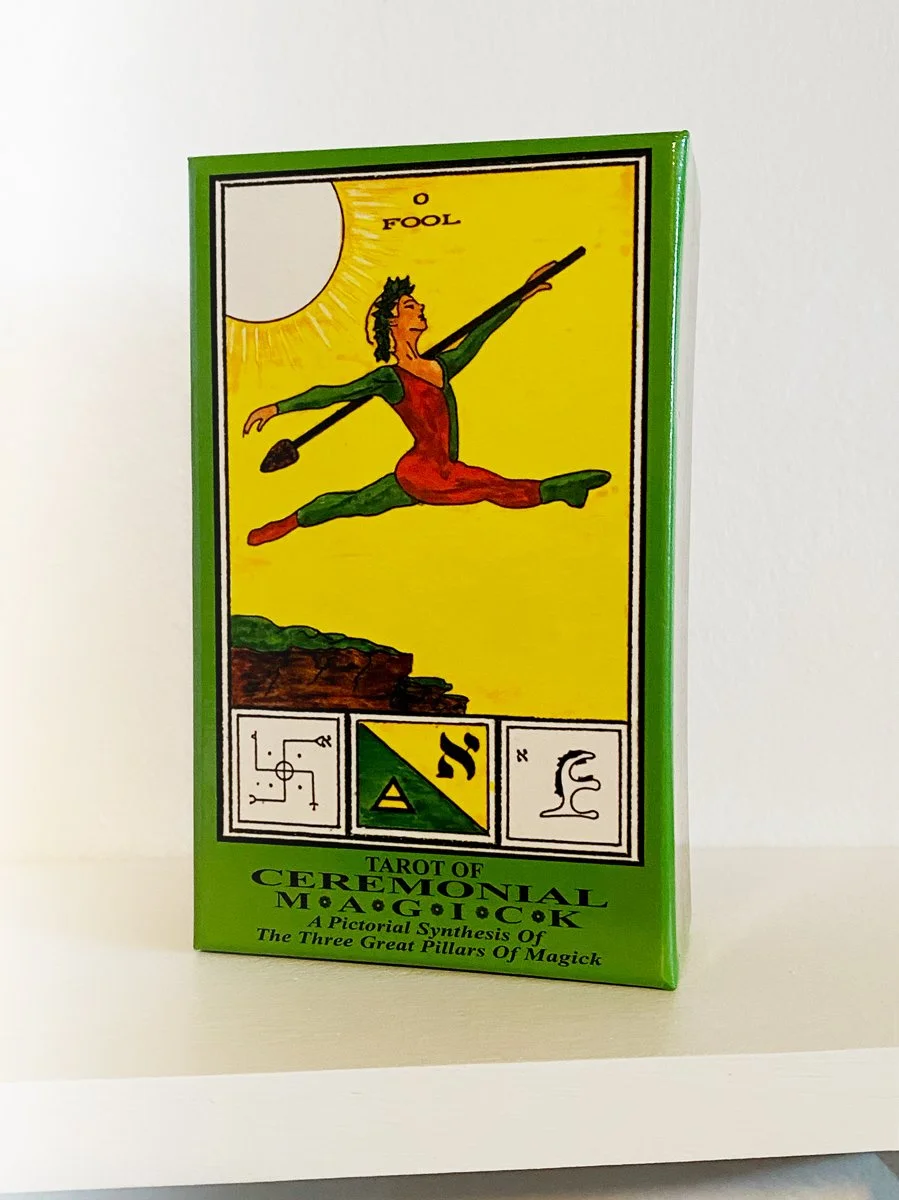 0
FOOL
א
א
א
TAROT OF
CEREMONIAL
M•A•G•I•C•K
A Pictorial Synthesis Of
The Three Great Pillars Of Magick